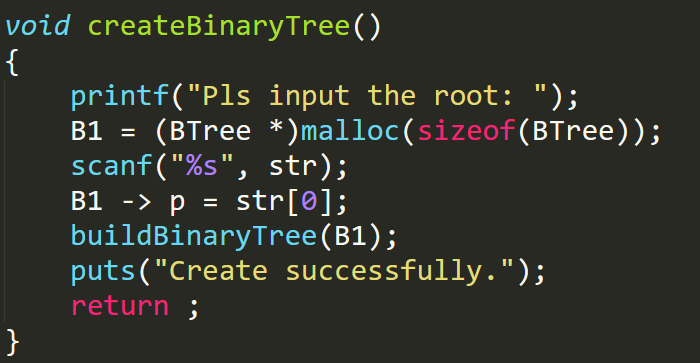 void createBinaryTree()
{
    printf("Pls input the root: ");
    B1 = (BTree *)malloc(sizeof(BTree));
    scanf("%s", str);
    B1 -> p = str[0];
    buildBinaryTree(B1);
    puts("Create successfully.");
    return ;
}